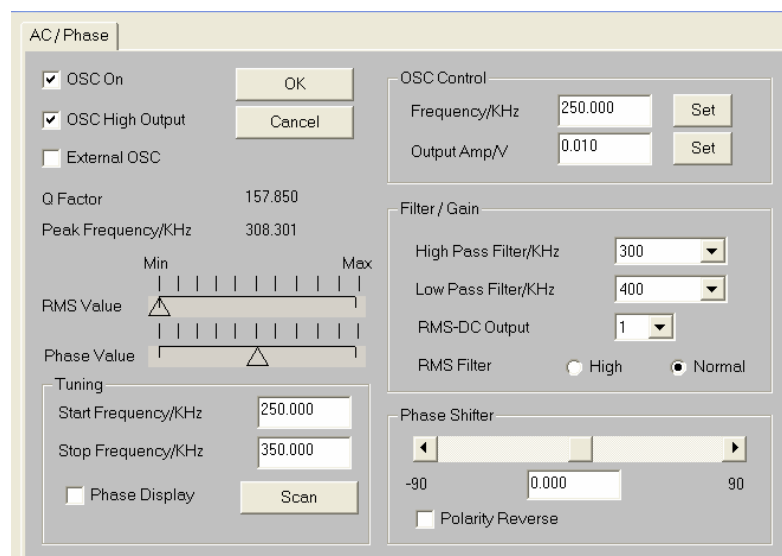 AC / Phase
OSC On
OK
OSC High Output
Cancel
External OSC
Q Factor 157.850
Peak Frequency/KHz 308.301
Min Max
RMS Value
Phase Value
Tuning
Start Frequency/KHz 250.000
Stop Frequency/KHz 350.000
Phase Display
Scan
OSC Control
Frequency/KHz 250.000 Set
Output Amp/V 0.010 Set
Filter / Gain
High Pass Filter/KHz 300
Low Pass Filter/KHz 400
RMS-DC Output 1
RMS Filter High Normal
Phase Shifter
-90 0.000 90
Polarity Reverse